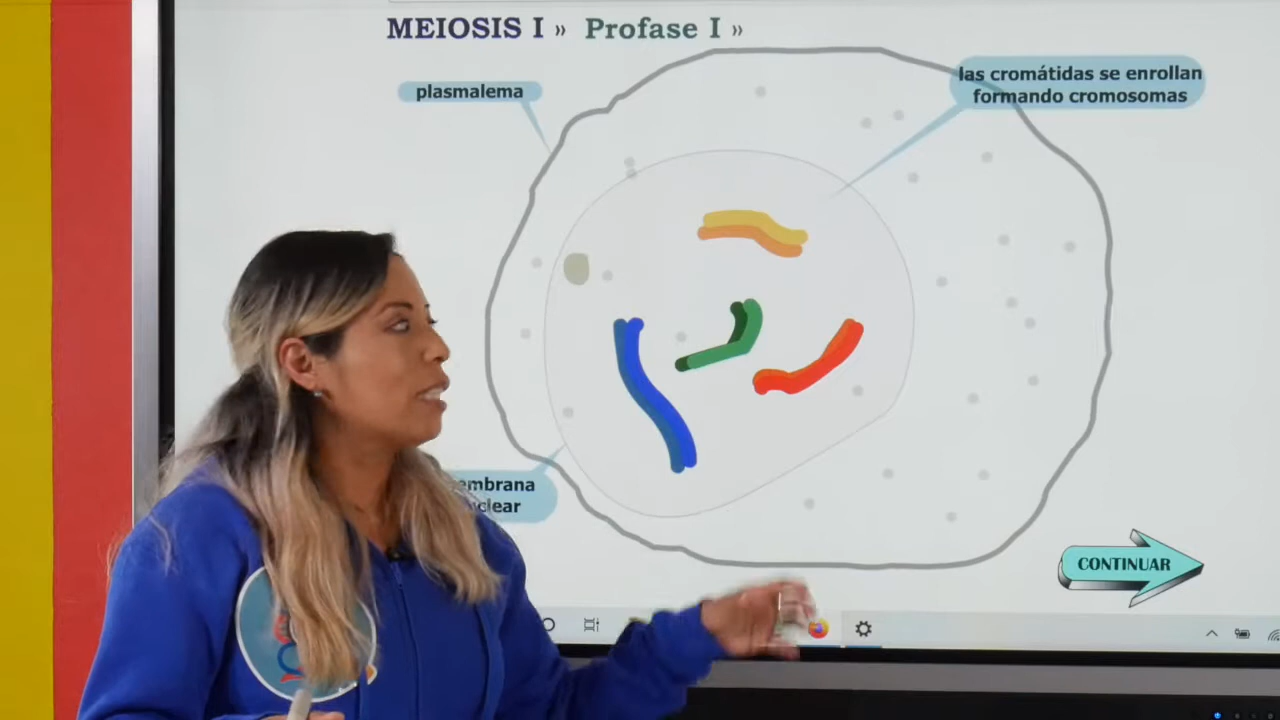 MEIOSIS I » Profase I »
plasmalema
las cromátidas se enrollan
formando cromosomas
CONTINUAR